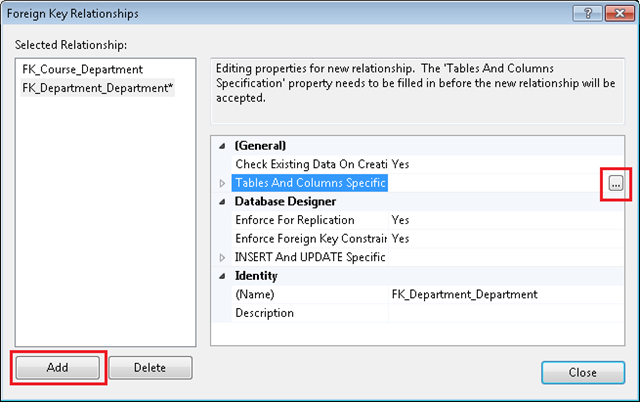 Foreign Key Relationships
Selected Relationship:
FK_Course_Department
FK_Department_Department*
Editing properties for new relationship. The 'Tables And Columns
Specification' property needs to be filled in before the new relationship will be
accepted.
(General)
Check Existing Data On Creati Yes
Tables And Columns Specific ...
Database Designer
Enforce For Replication Yes
Enforce Foreign Key Constrain Yes
INSERT And UPDATE Specific
Identity
(Name) FK_Department_Department
Description
Add Delete
Close